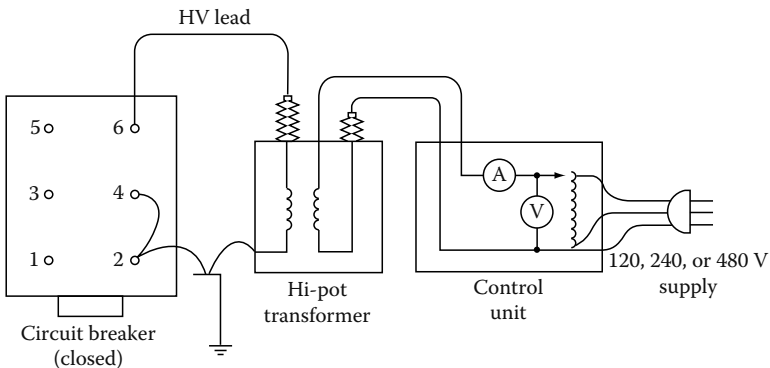 HV lead
5
6
3
4
1
2
A
V
Circuit breaker
(closed)
Hi-pot
transformer
Control
unit
120, 240, or 480 V
supply